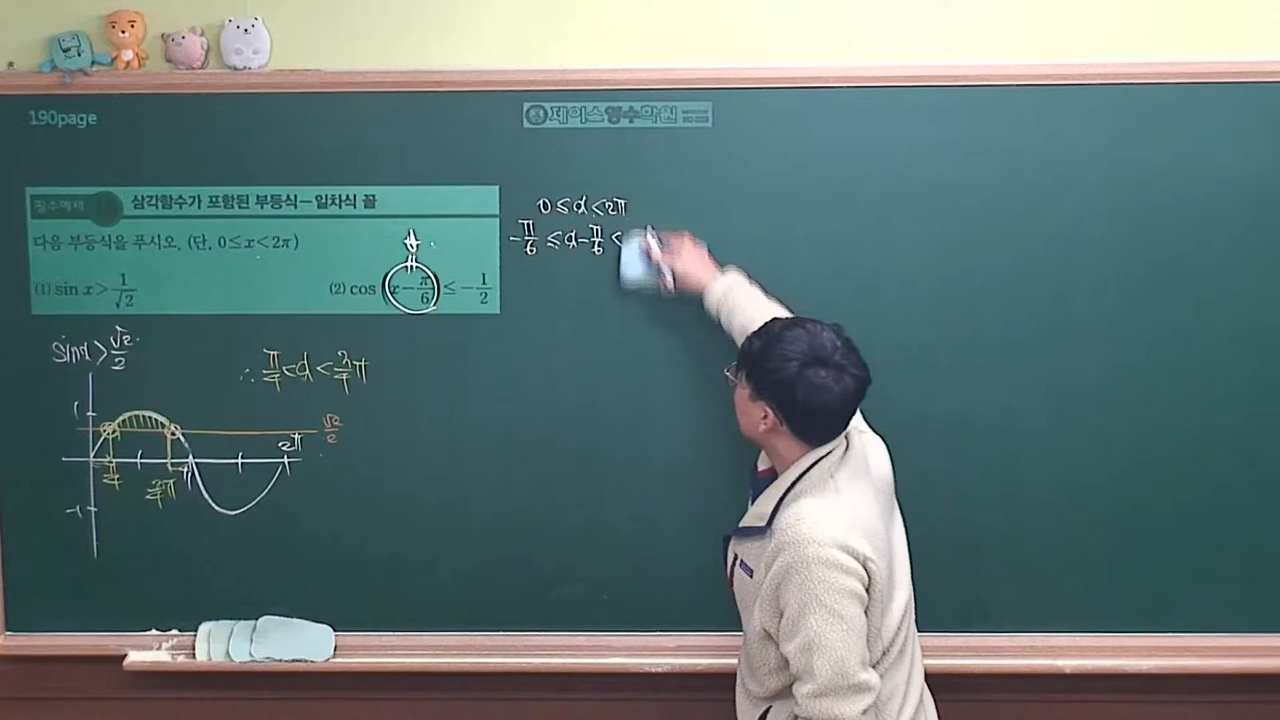 190page
제이스영수학원
필수예제 삼각함수가 포함된 부등식-일차식 꼴
다음 부등식을 푸시오. (단, 0≤x<2π)
(1) sin x > 1/√2
(2) cos(x-π/6) ≤ -1/2
t
0≤x<2π
-π/6 ≤ x-π/6 <
sinx > √2/2
∴ π/4 < x < 3/4π
1
√2/2
2π
π/4
3/4π
π
-1